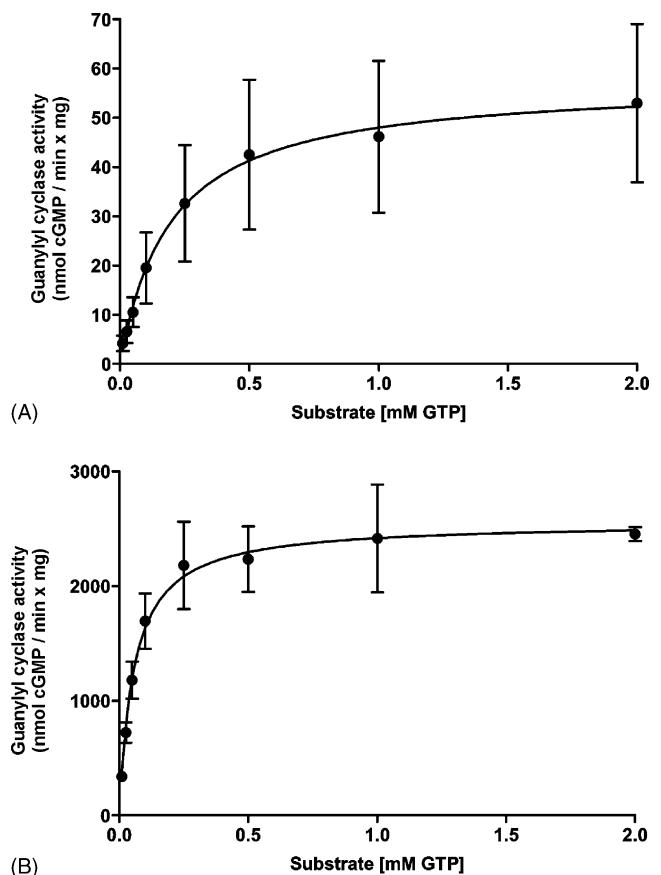 70
60
50
40
30
20
10
0
Guanylyl cyclase activity
(nmol cGMP / min x mg)
0.0 0.5 1.0 1.5 2.0
Substrate [mM GTP]
(A)
3000
2000
1000
0
Guanylyl cyclase activity
(nmol cGMP / min x mg)
0.0 0.5 1.0 1.5 2.0
Substrate [mM GTP]
(B)